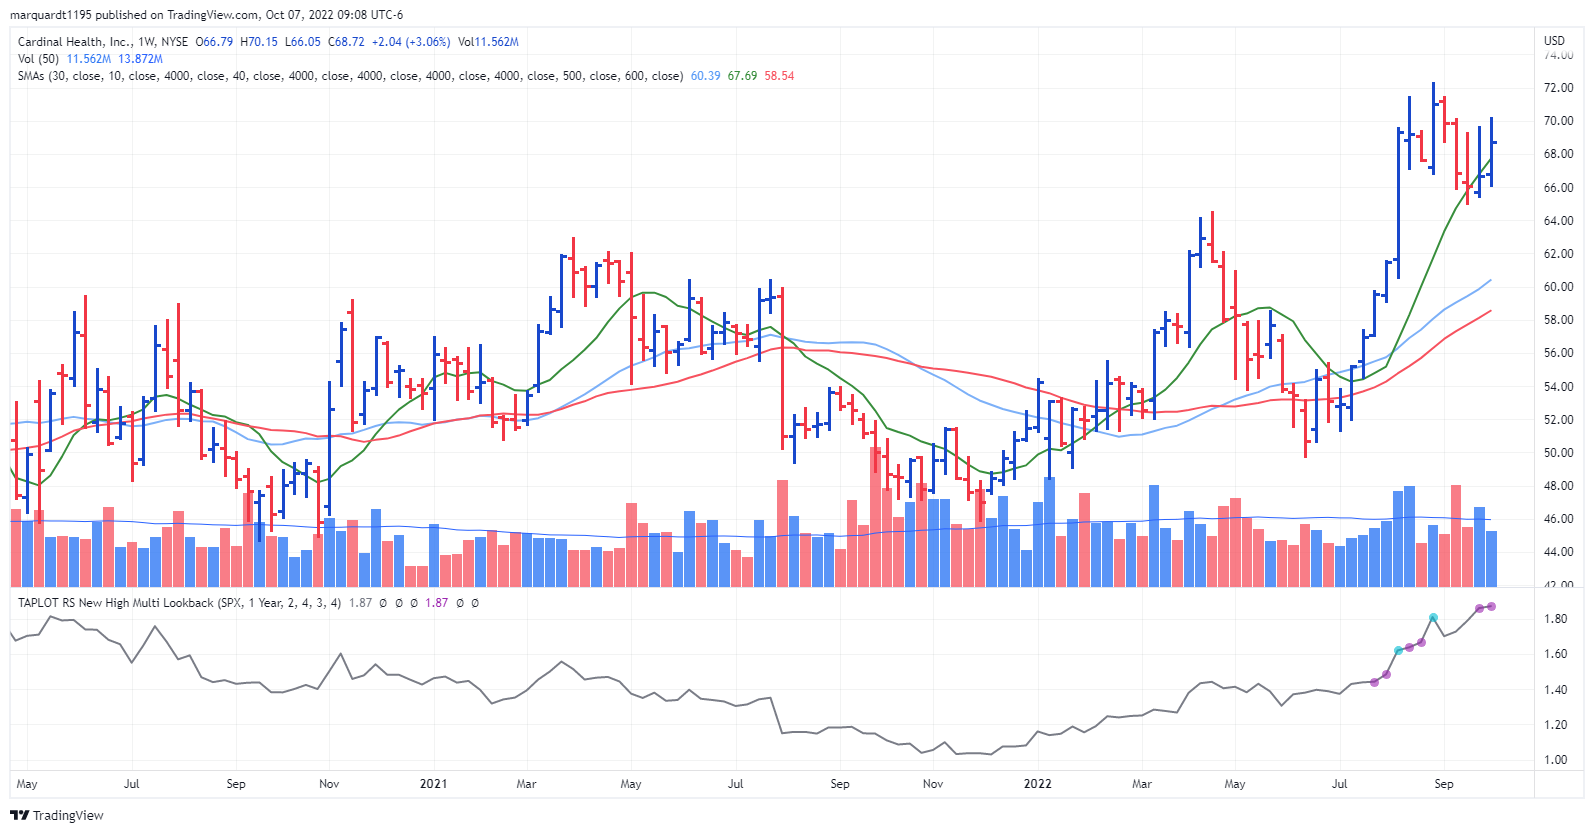 marquardt1195 published on TradingView.com, Oct 07, 2022 09:08 UTC-6
Cardinal Health, Inc., 1W, NYSE O66.79 H70.15 L66.05 C68.72 +2.04 (+3.06%) Vol11.562M
Vol (50) 11.562M 13.872M
SMAs (30, close, 10, close, 4000, close, 40, close, 4000, close, 4000, close, 4000, close, 4000, close, 500, close, 600, close) 60.39 67.69 58.54
USD
74.00
72.00
70.00
68.00
66.00
64.00
62.00
60.00
58.00
56.00
54.00
52.00
50.00
48.00
46.00
44.00
42.00
TAPLOT RS New High Multi Lookback (SPX, 1 Year, 2, 4, 3, 4) 1.87 Ø Ø Ø 1.87 Ø Ø
1.80
1.60
1.40
1.20
1.00
May Jul Sep Nov 2021 Mar May Jul Sep Nov 2022 Mar May Jul Sep
TradingView